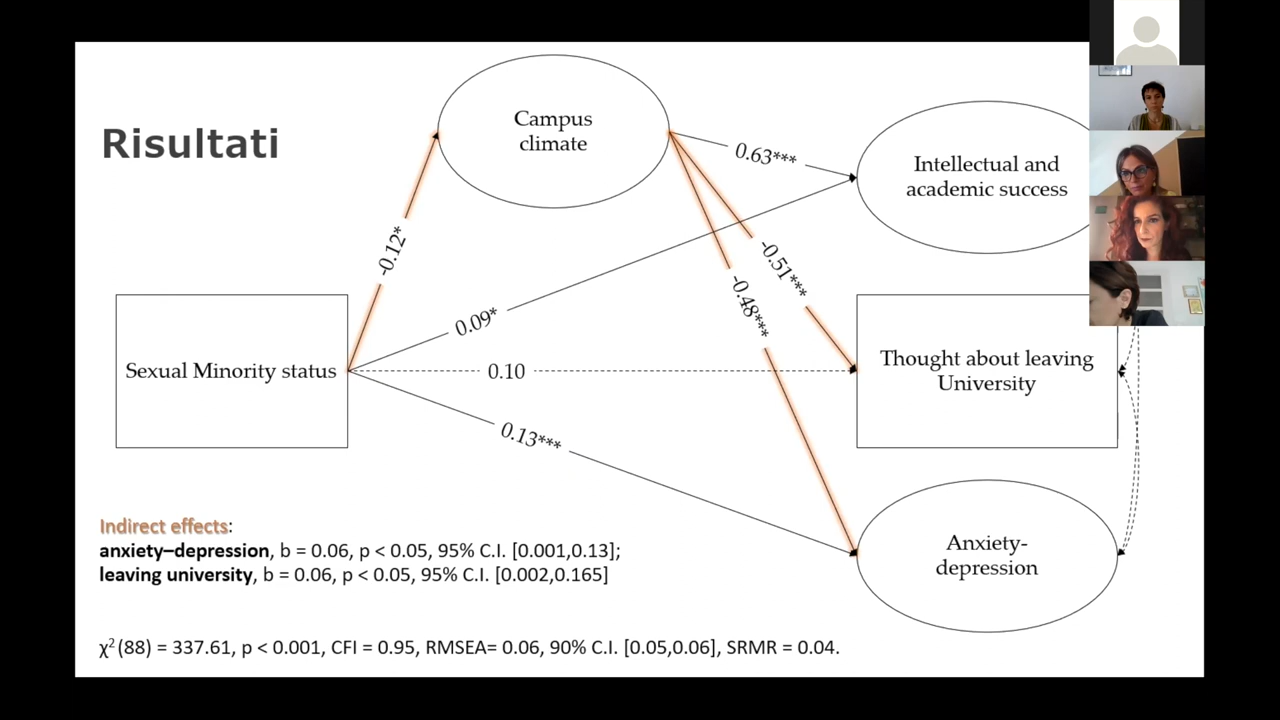 Risultati
Campus
climate
Intellectual and
academic success
Sexual Minority status
Thought about leaving
University
Anxiety-
depression
-0.12*
0.63***
-0.51***
-0.48***
0.09*
0.10
0.13***
Indirect effects:
anxiety–depression, b = 0.06, p < 0.05, 95% C.I. [0.001,0.13];
leaving university, b = 0.06, p < 0.05, 95% C.I. [0.002,0.165]
χ²(88) = 337.61, p < 0.001, CFI = 0.95, RMSEA= 0.06, 90% C.I. [0.05,0.06], SRMR = 0.04.